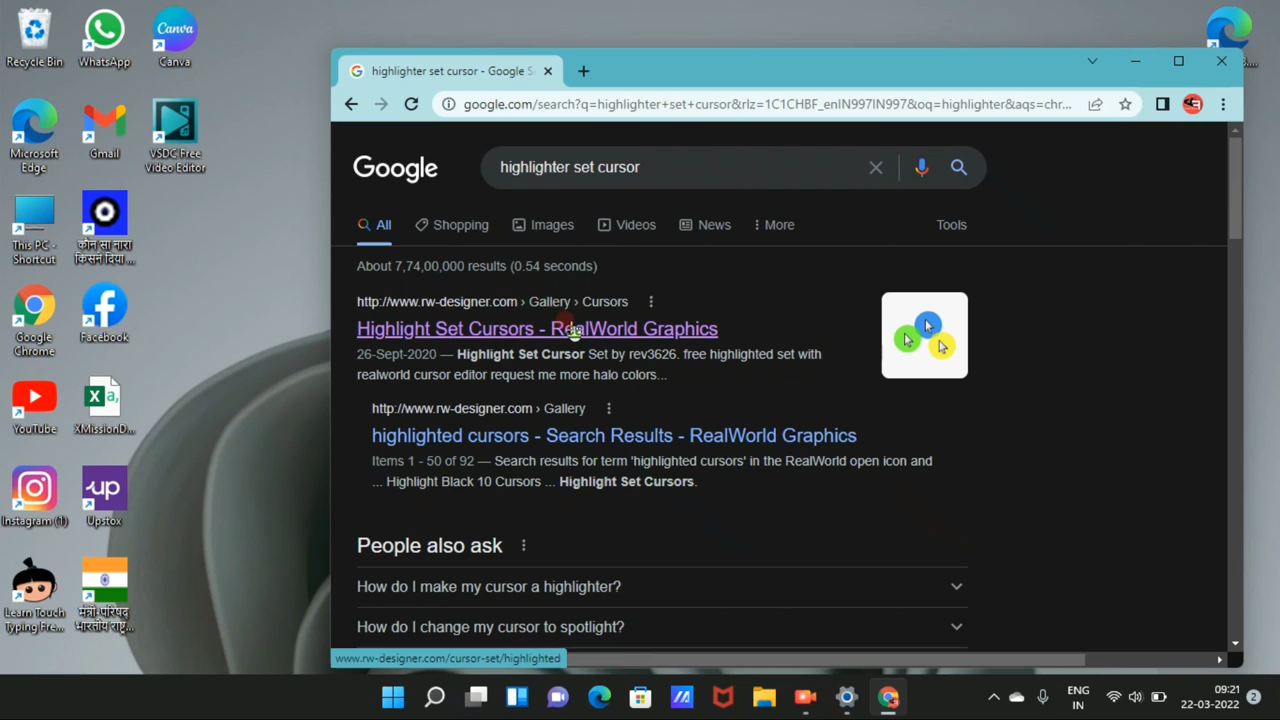 Recycle Bin
WhatsApp
Canva
Canva
Microsoft
Edge
Gmail
VSDC Free
Video Editor
This PC -
Shortcut
कौन सा नारा
किसने दिया ...
Google
Chrome
Facebook
YouTube
XMissionD...
Instagram (1)
up
Upstox
Learn Touch
Typing Fre...
मंत्री-परिषद्
भारतीय राष्ट्र...
highlighter set cursor - Google S
google.com/search?q=highlighter+set+cursor&rlz=1C1CHBF_enIN997IN997&oq=highlighter&aqs=chr...
Google
highlighter set cursor
All
Shopping
Images
Videos
News
More
Tools
About 7,74,00,000 results (0.54 seconds)
http://www.rw-designer.com › Gallery › Cursors
Highlight Set Cursors - RealWorld Graphics
26-Sept-2020 — Highlight Set Cursor Set by rev3626. free highlighted set with
realworld cursor editor request me more halo colors...
http://www.rw-designer.com › Gallery
highlighted cursors - Search Results - RealWorld Graphics
Items 1 - 50 of 92 — Search results for term 'highlighted cursors' in the RealWorld open icon and
... Highlight Black 10 Cursors ... Highlight Set Cursors.
People also ask
How do I make my cursor a highlighter?
How do I change my cursor to spotlight?
www.rw-designer.com/cursor-set/highlighted
ENG
IN
09:21
22-03-2022
2